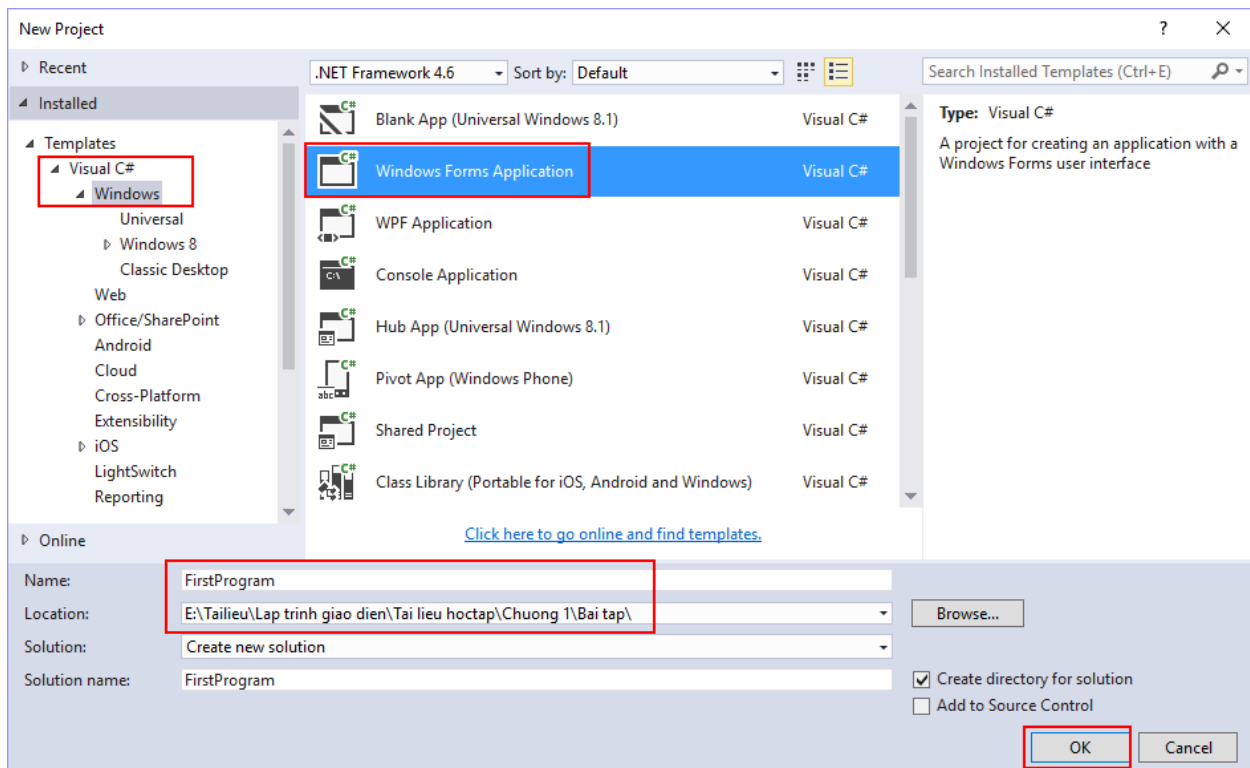 New Project
?
Recent
Installed
Templates
Visual C#
Windows
Universal
Windows 8
Classic Desktop
Web
Office/SharePoint
Android
Cloud
Cross-Platform
Extensibility
iOS
LightSwitch
Reporting
Online
.NET Framework 4.6 Sort by: Default
C# Blank App (Universal Windows 8.1) Visual C#
C# Windows Forms Application Visual C#
C# WPF Application Visual C#
C# C:\ Console Application Visual C#
C# Hub App (Universal Windows 8.1) Visual C#
C# abc Pivot App (Windows Phone) Visual C#
C# Shared Project Visual C#
C# Class Library (Portable for iOS, Android and Windows) Visual C#
Click here to go online and find templates.
Search Installed Templates (Ctrl+E)
Type: Visual C#
A project for creating an application with a
Windows Forms user interface
Name: FirstProgram
Location: E:\Tailieu\Lap trinh giao dien\Tai lieu hoctap\Chuong 1\Bai tap\ Browse...
Solution: Create new solution
Solution name: FirstProgram
Create directory for solution
Add to Source Control
OK Cancel